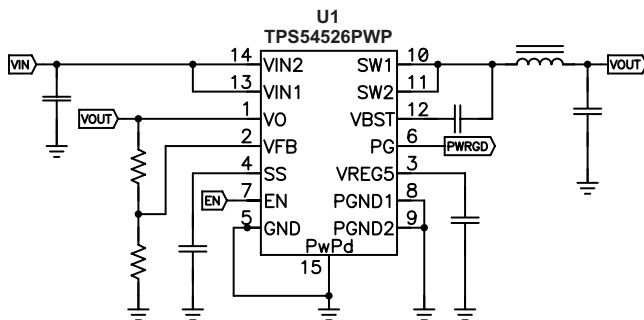 U1
TPS54526PWP
VIN
14 VIN2 SW1 10
13 VIN1 SW2 11
VOUT
VOUT 1 VO VBST 12
2 VFB PG 6 PWRGD
4 SS VREG5 3
EN 7 EN PGND1 8
5 GND PGND2 9
PwPd
15